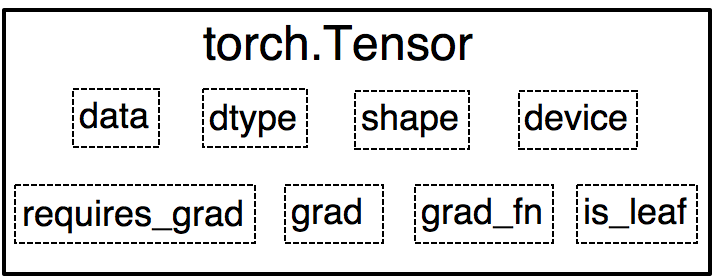 torch.Tensor
data dtype shape device
requires_grad grad grad_fn is_leaf